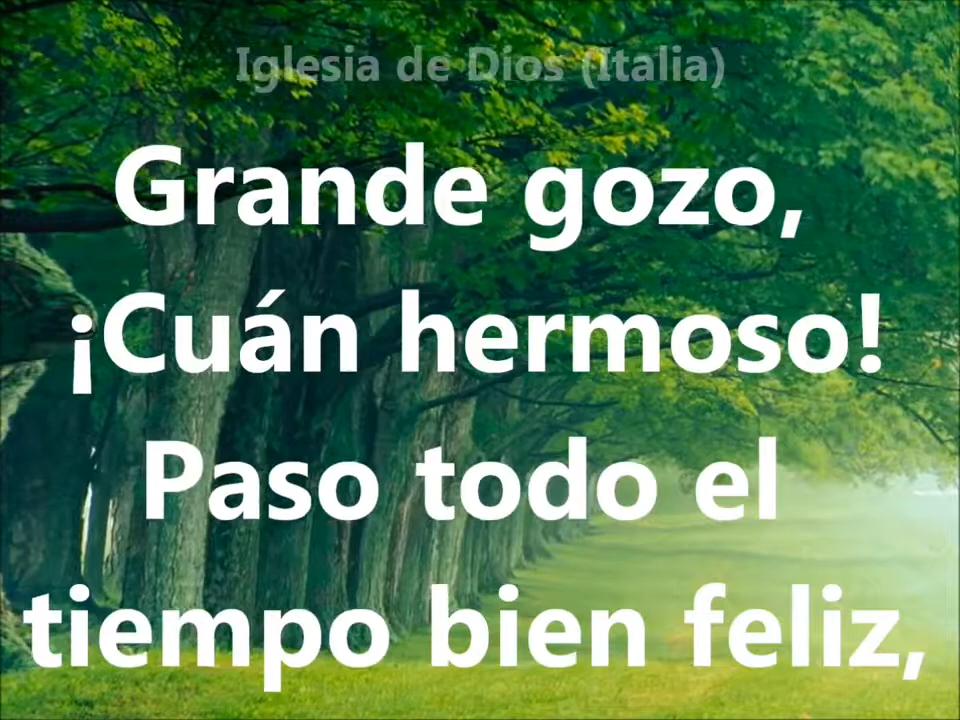 Iglesia de Dios (Italia)
Grande gozo,
¡Cuán hermoso!
Paso todo el
tiempo bien feliz,